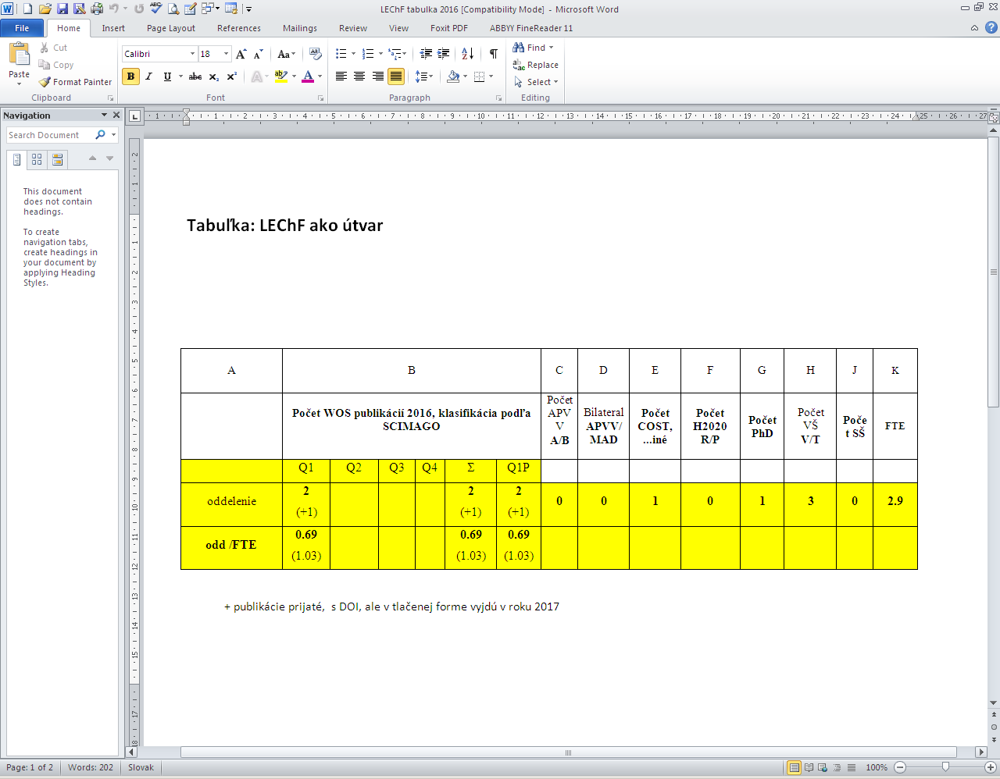 LEChF tabulka 2016 [Compatibility Mode] - Microsoft Word
File Home Insert Page Layout References Mailings Review View Foxit PDF ABBYY FineReader 11
Paste
Cut
Copy
Format Painter
Clipboard
Calibri 18
Font
Paragraph
Find
Replace
Select
Editing
Navigation
Search Document
This document
does not contain
headings.
To create
navigation tabs,
create headings in
your document by
applying Heading
Styles.
Tabuľka: LEChF ako útvar
A B C D E F G H J K
Počet WOS publikácií 2016, klasifikácia podľa
SCIMAGO
Počet
APV
V
A/B
Bilateral
APVV/
MAD
Počet
COST,
...iné
Počet
H2020
R/P
Počet
PhD
Počet
VŠ
V/T
Poče
t SŠ
FTE
Q1 Q2 Q3 Q4 Σ Q1P
oddelenie 2 (+1) 2 (+1) 2 (+1) 0 0 1 0 1 3 0 2.9
odd /FTE 0.69 (1.03) 0.69 (1.03) 0.69 (1.03)
+ publikácie prijaté, s DOI, ale v tlačenej forme vyjdú v roku 2017
Page: 1 of 2 Words: 202 Slovak 100%